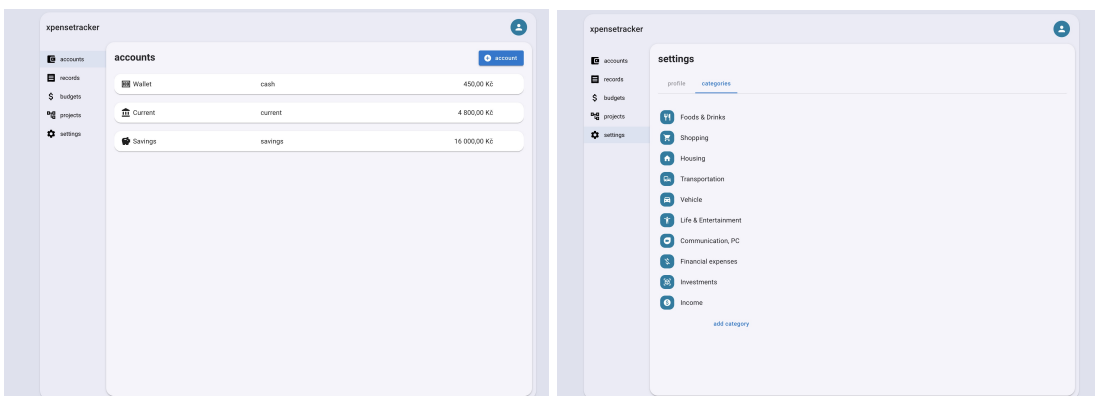 xpensetracker
accounts
records
budgets
projects
settings
accounts
account
Wallet cash 450,00 Kč
Current current 4 800,00 Kč
Savings savings 16 000,00 Kč
xpensetracker
accounts
records
budgets
projects
settings
settings
profile categories
Foods & Drinks
Shopping
Housing
Transportation
Vehicle
Life & Entertainment
Communication, PC
Financial expenses
Investments
Income
add category